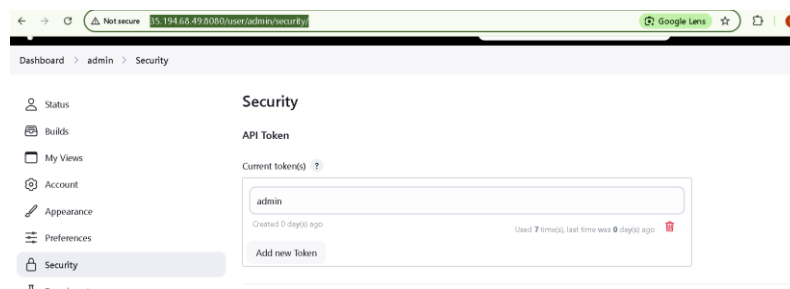 Not secure 35.194.68.49:8080/user/admin/security/ Google Lens
Dashboard > admin > Security
Status
Builds
My Views
Account
Appearance
Preferences
Security
Security
API Token
Current token(s) ?
admin
Created 0 day(s) ago
Used 7 time(s), last time was 0 day(s) ago
Add new Token